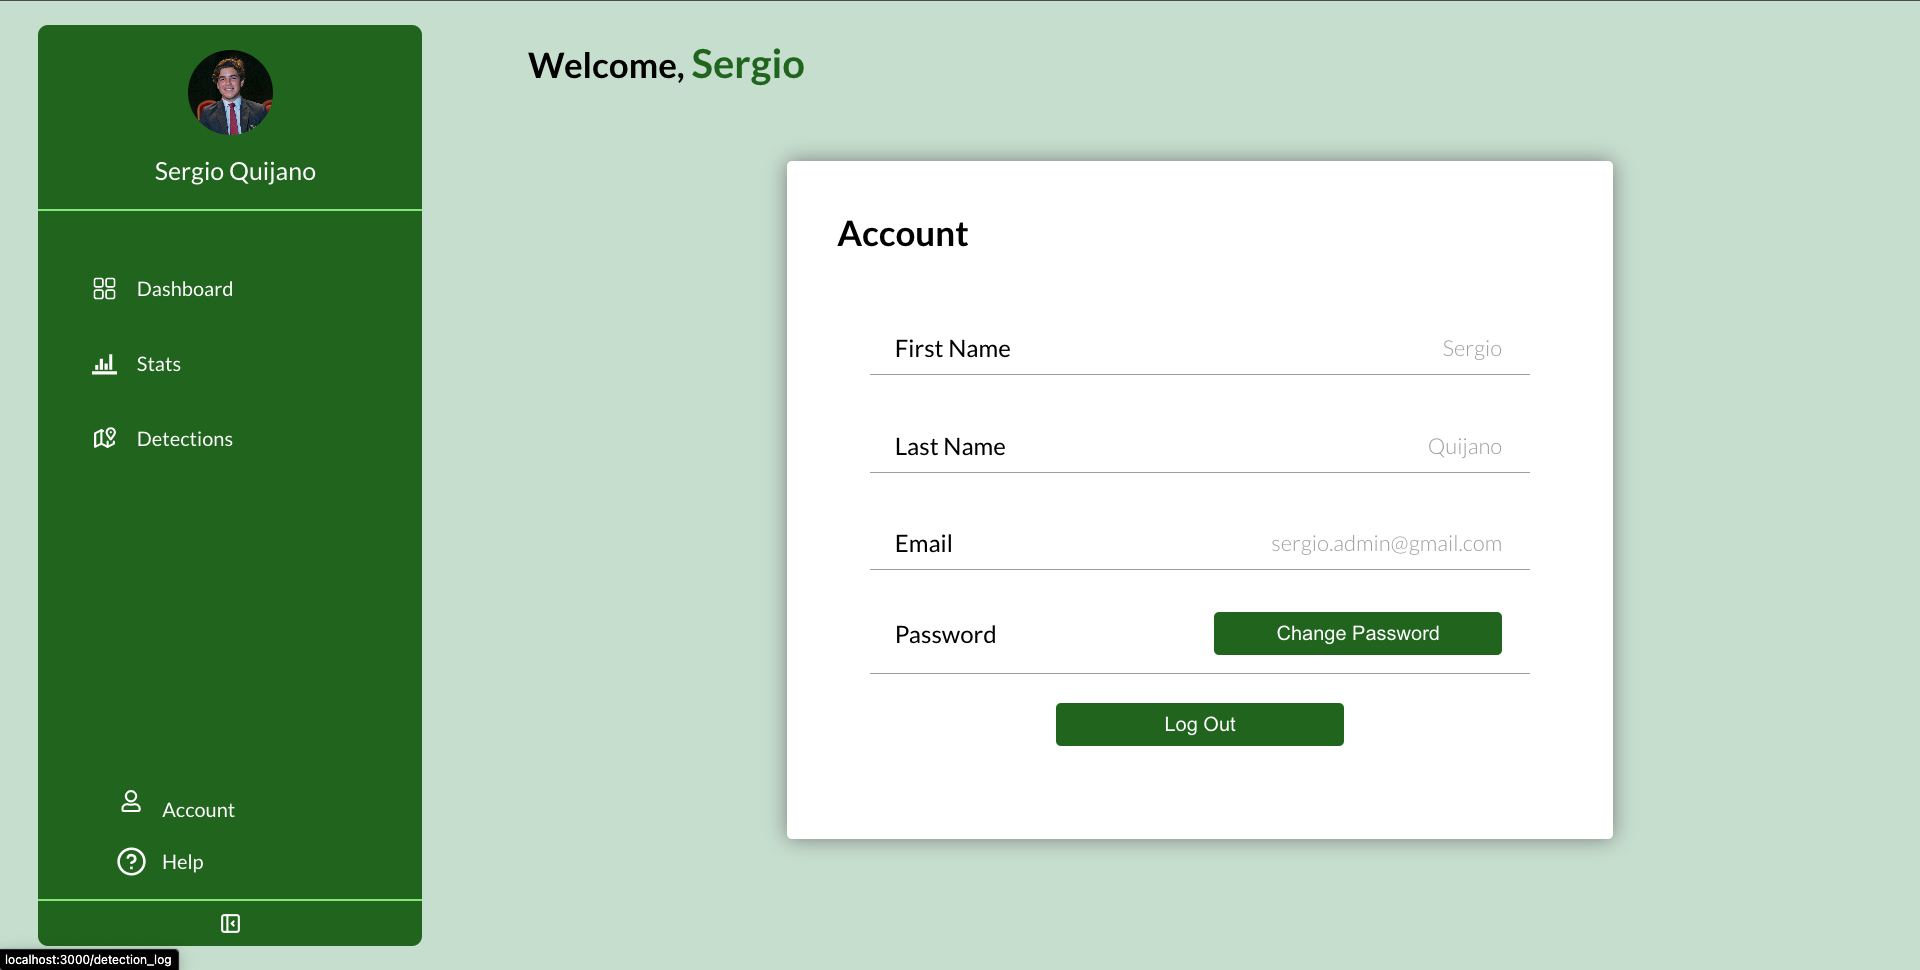 Sergio Quijano
Dashboard
Stats
Detections
Account
Help
Welcome, Sergio
Account
First Name Sergio
Last Name Quijano
Email sergio.admin@gmail.com
Password Change Password
Log Out
localhost:3000/detection_log